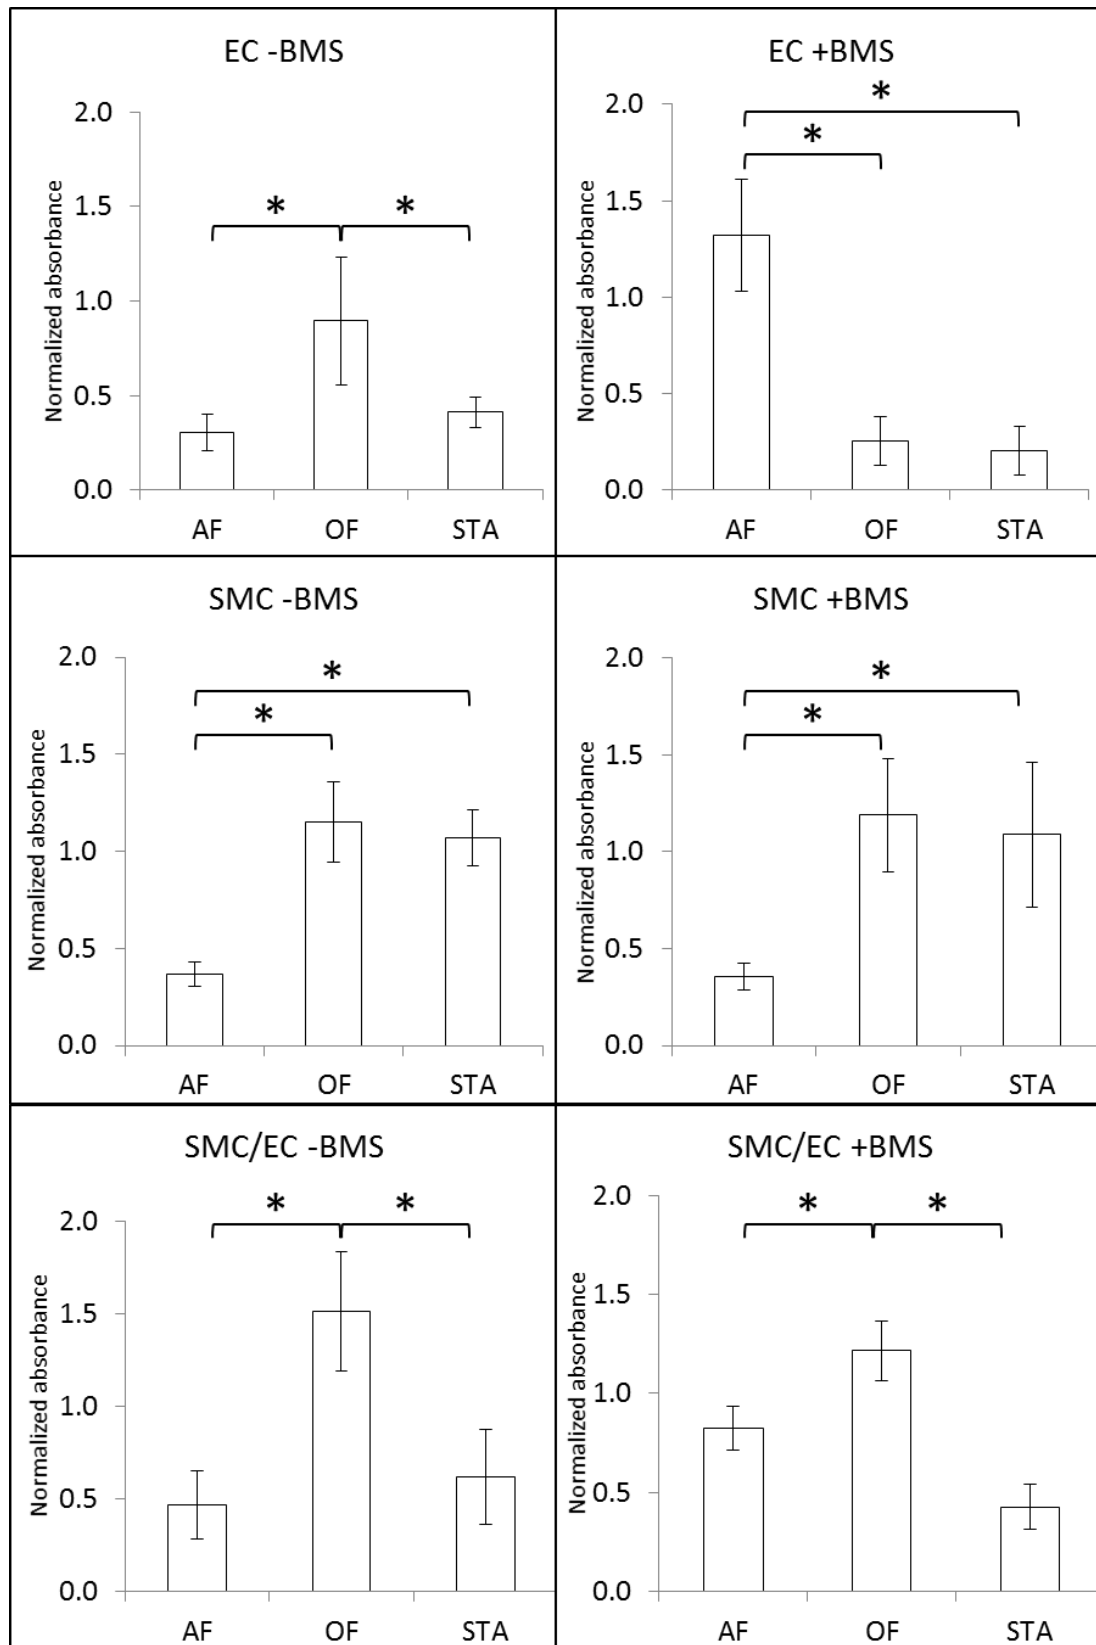 EC -BMS
Normalized absorbance
2.0
1.5
1.0
0.5
0.0
* *
AF OF STA
EC +BMS
Normalized absorbance
2.0
1.5
1.0
0.5
0.0
*
*
AF OF STA
SMC -BMS
Normalized absorbance
2.0
1.5
1.0
0.5
0.0
*
*
AF OF STA
SMC +BMS
Normalized absorbance
2.0
1.5
1.0
0.5
0.0
*
*
AF OF STA
SMC/EC -BMS
Normalized absorbance
2.0
1.5
1.0
0.5
0.0
* *
AF OF STA
SMC/EC +BMS
Normalized absorbance
2.0
1.5
1.0
0.5
0.0
* *
AF OF STA